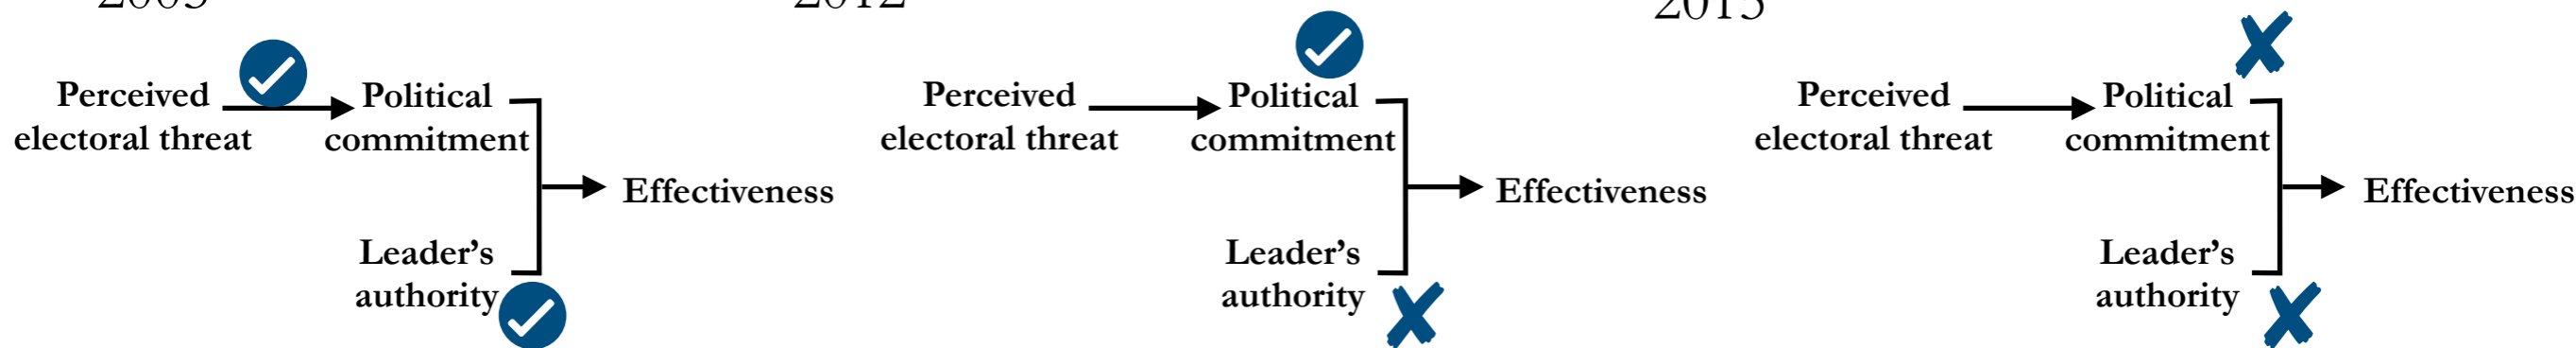 2012
Perceived
electoral threat
Political
commitment
Leader's
authority
Effectiveness
Perceived
electoral threat
Political
commitment
Leader's
authority
Effectiveness
Perceived
electoral threat
Political
commitment
Leader's
authority
Effectiveness